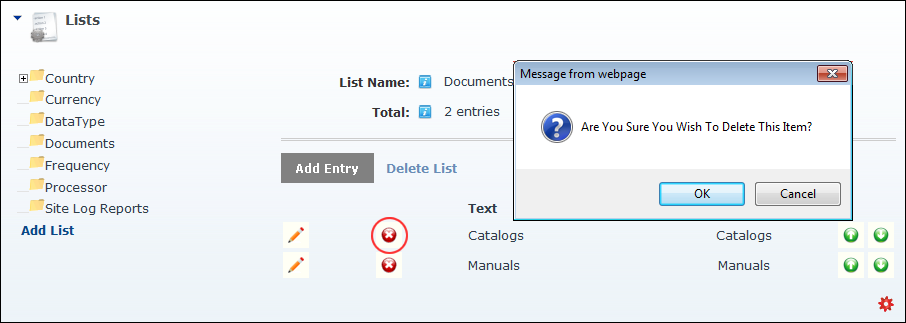 Lists
Country
Currency
DataType
Documents
Frequency
Processor
Site Log Reports
Add List
List Name: Documents
Total: 2 entries
Add Entry Delete List
Text
Catalogs Catalogs
Manuals Manuals
Message from webpage
Are You Sure You Wish To Delete This Item?
OK Cancel